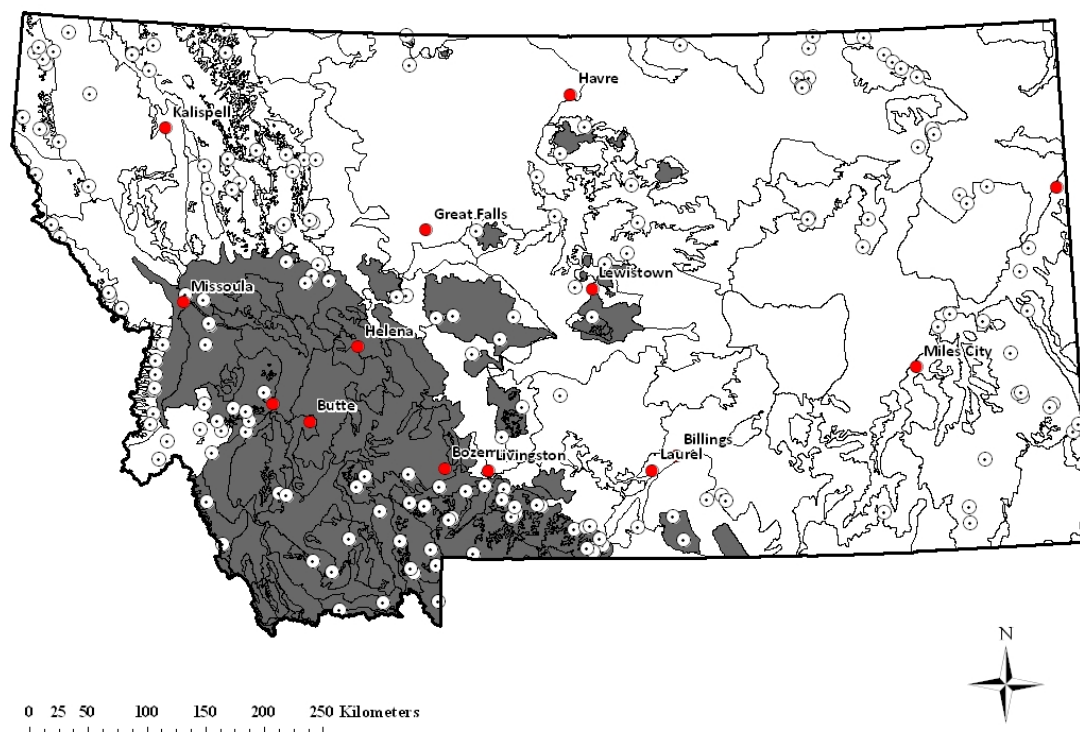 Havre
Kalispell
Great Falls
Lewistown
Missoula
Helena
Miles City
Butte
Billings
Bozem
Livingston
Laurel
N
0 25 50 100 150 200 250 Kilometers